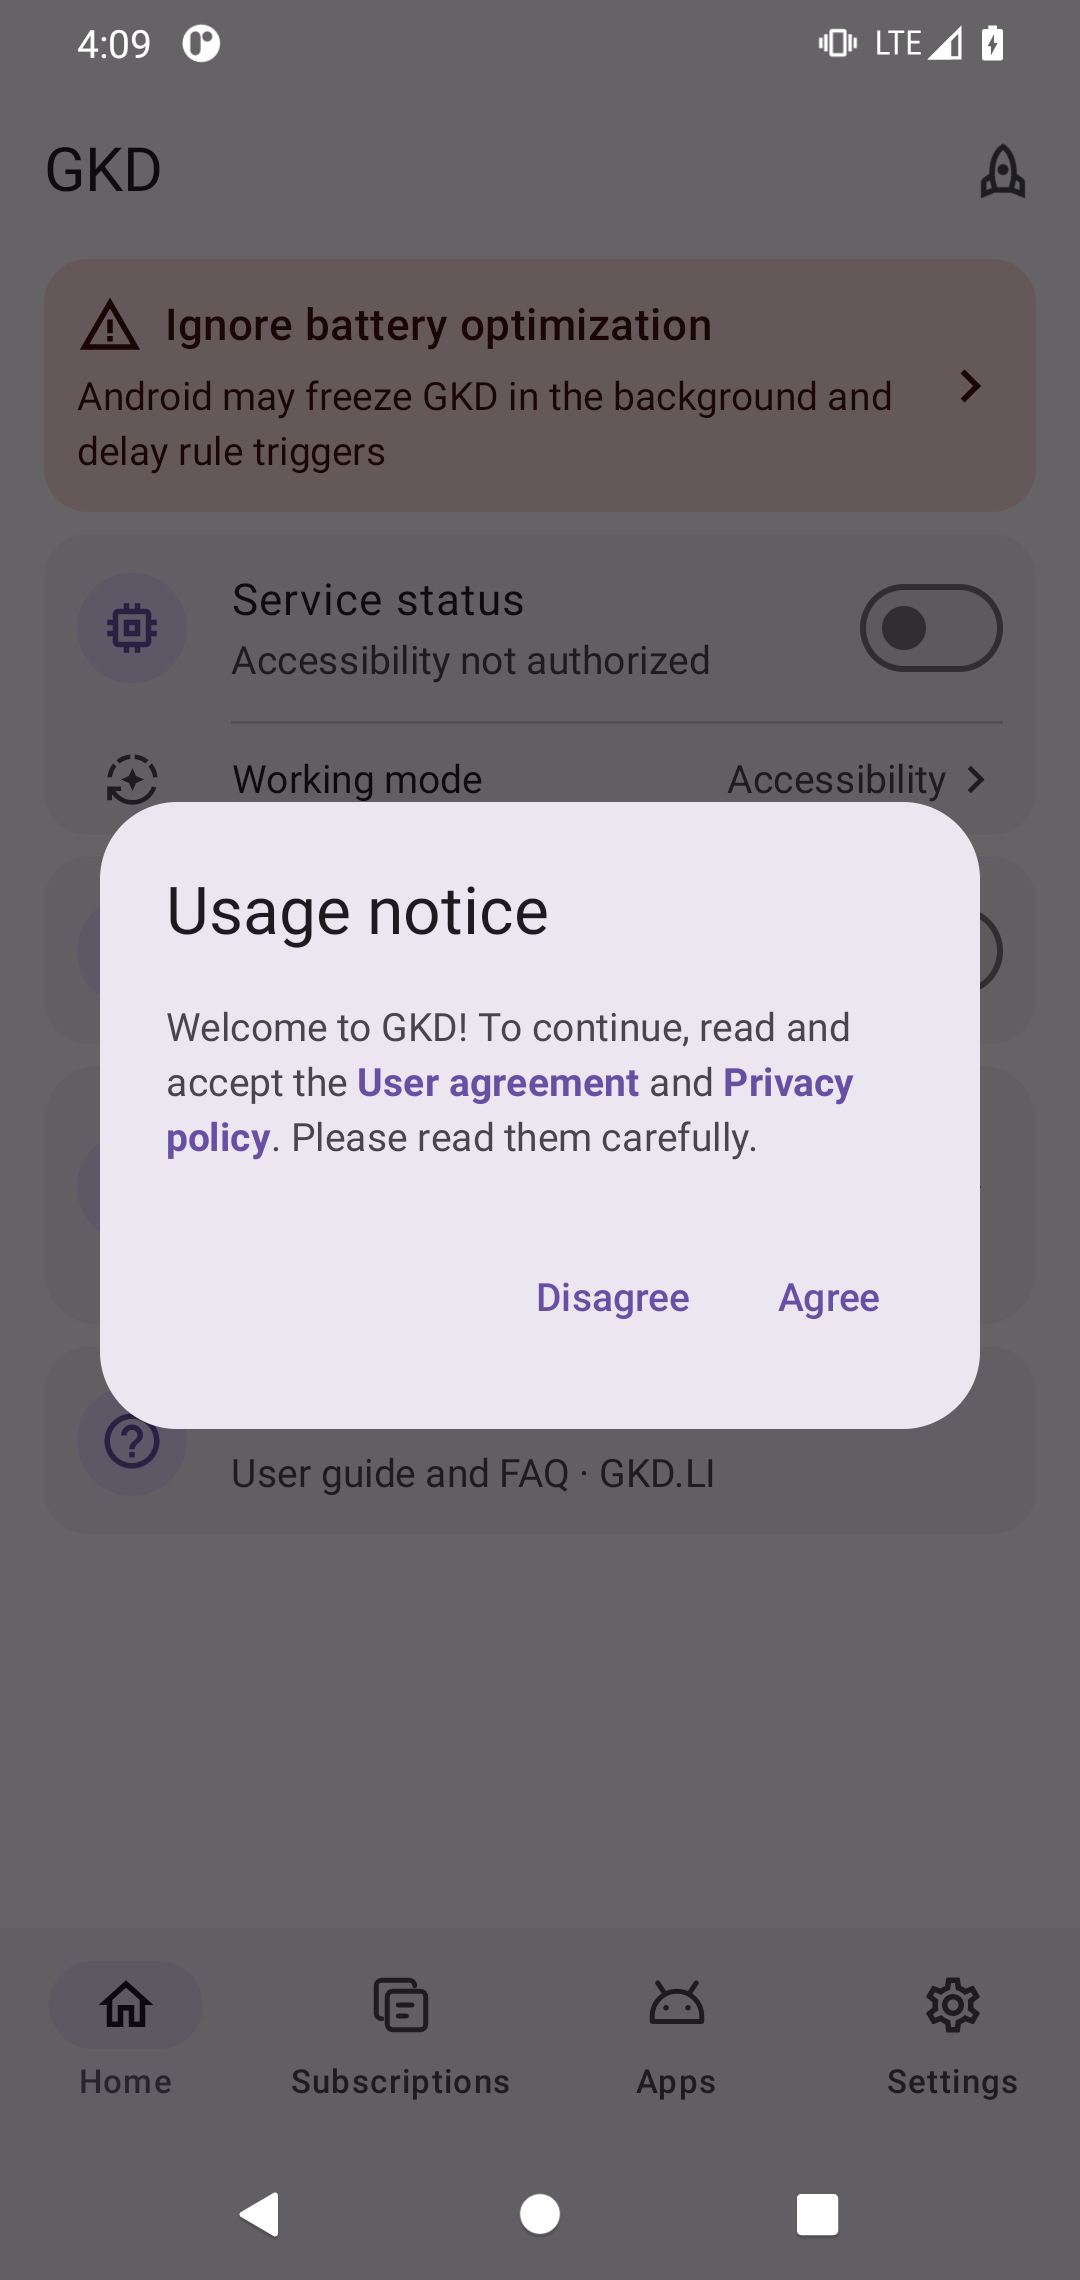 4:09
LTE
GKD
Ignore battery optimization
Android may freeze GKD in the background and
delay rule triggers
Service status
Accessibility not authorized
Working mode
Accessibility
Usage notice
Welcome to GKD! To continue, read and
accept the User agreement and Privacy
policy. Please read them carefully.
Disagree
Agree
User guide and FAQ · GKD.LI
Home
Subscriptions
Apps
Settings